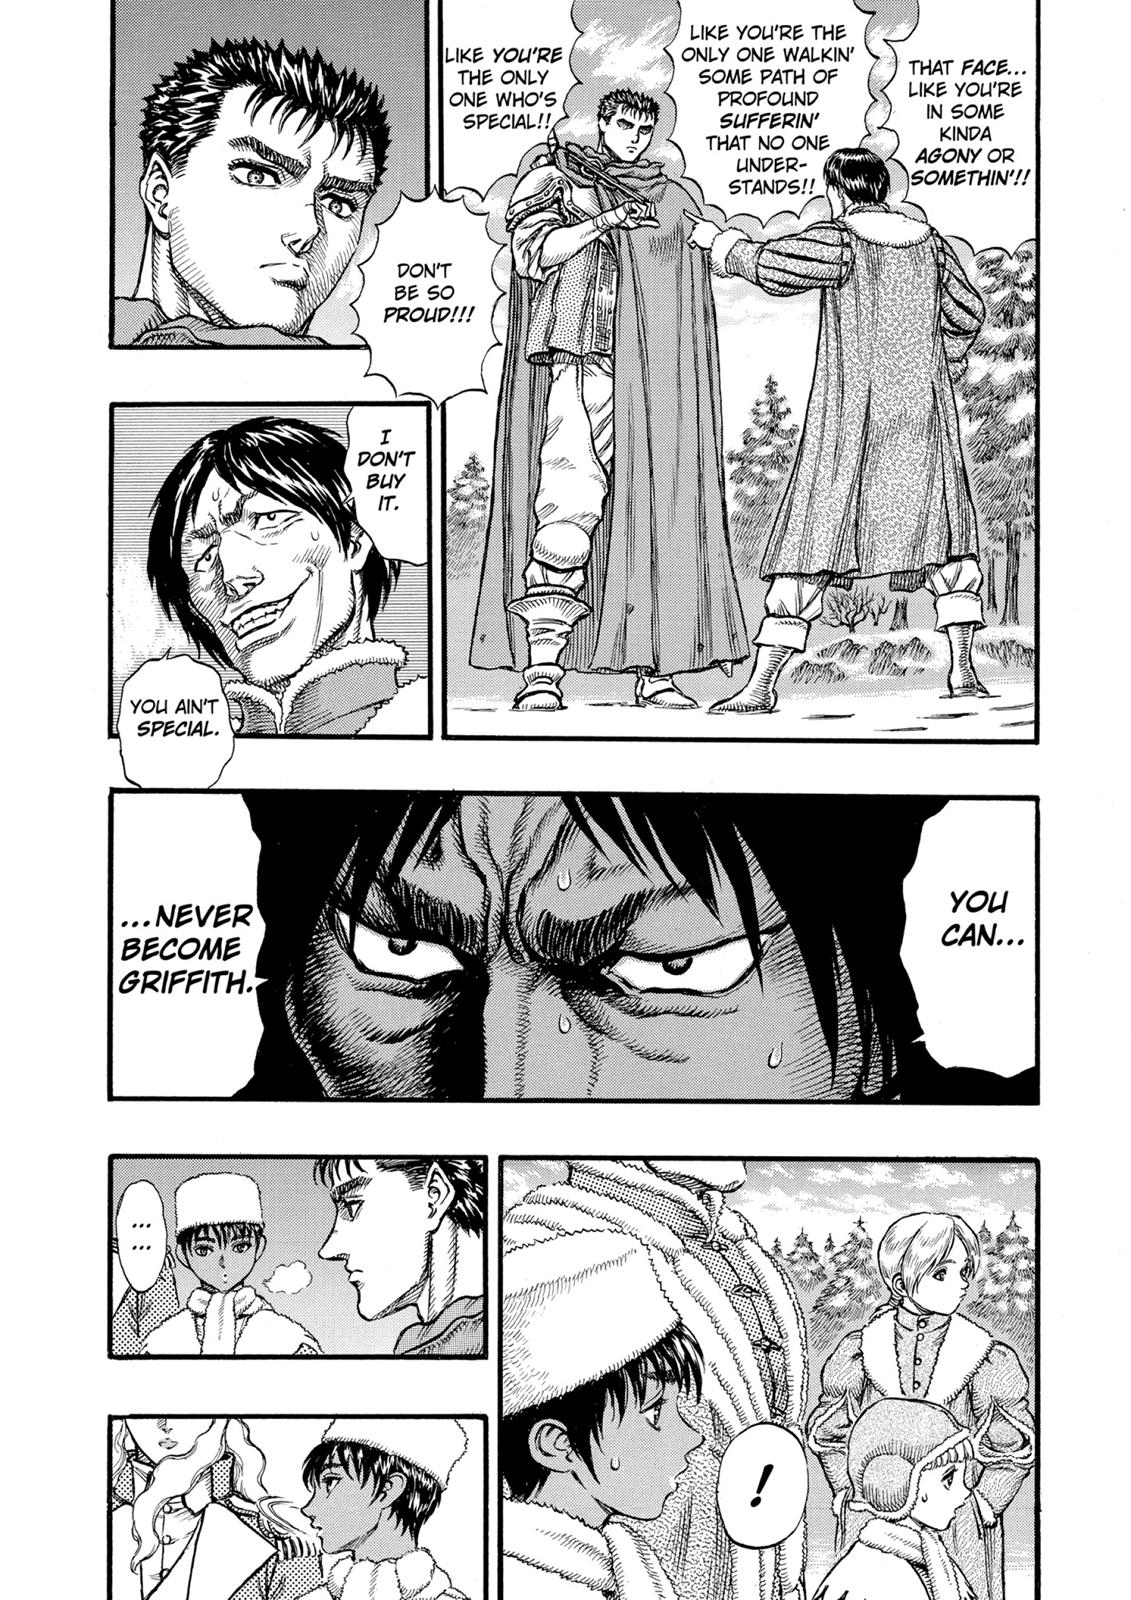 THAT FACE...
LIKE YOU'RE
IN SOME
KINDA
AGONY OR
SOMETHIN'!!
LIKE YOU'RE THE
ONLY ONE WALKIN'
SOME PATH OF
PROFOUND
SUFFERIN'
THAT NO ONE
UNDER-
STANDS!!
LIKE YOU'RE
THE ONLY
ONE WHO'S
SPECIAL!!
DON'T
BE SO
PROUD!!!
I
DON'T
BUY
IT.
YOU AIN'T
SPECIAL.
YOU
CAN...
...NEVER
BECOME
GRIFFITH.
!
...
...